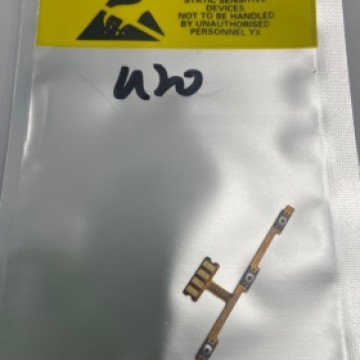 STATIC SENSITIVE
DEVICES
NOT TO BE HANDLED
BY UNAUTHORISED
PERSONNEL YX
u20